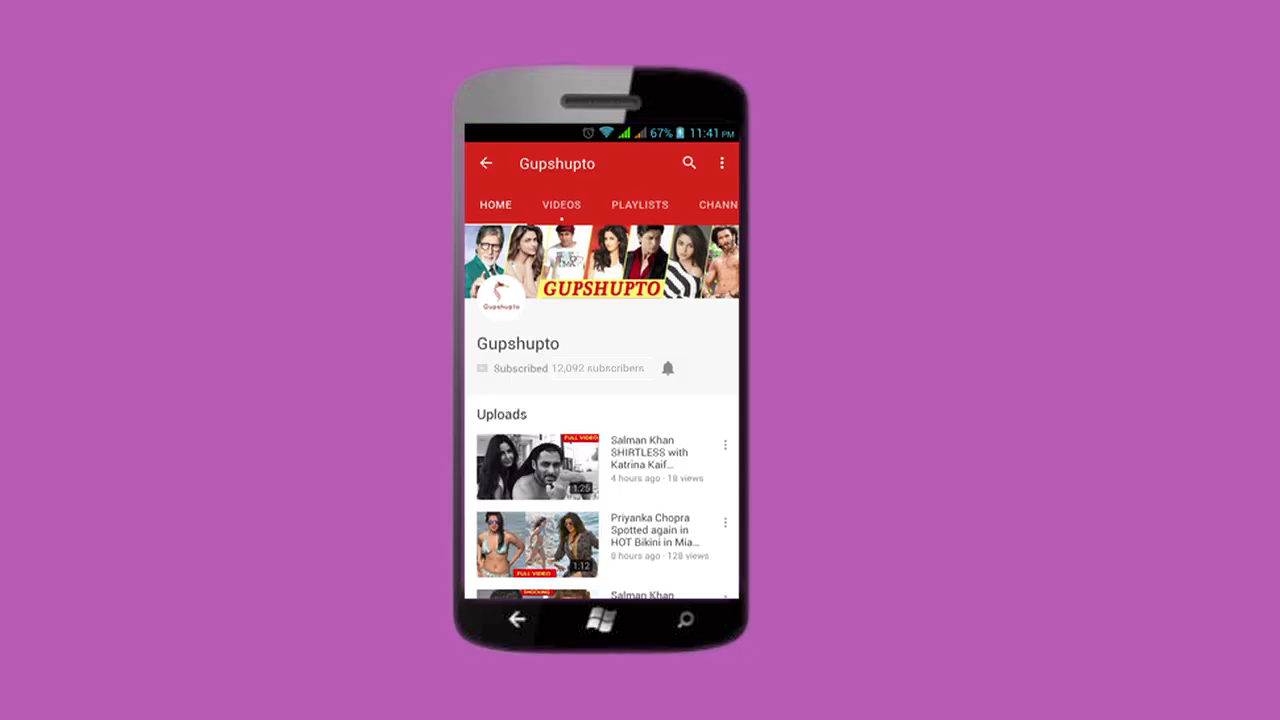 67% 11:41 PM
Gupshupto
HOME VIDEOS PLAYLISTS CHANN
GUPSHUPTO
Gupshupto
Gupshupto
Subscribed 12,092 subscribers
Uploads
FULL VIDEO
1:25
Salman Khan
SHIRTLESS with
Katrina Kaif...
4 hours ago · 18 views
FULL VIDEO
1:12
Priyanka Chopra
Spotted again in
HOT Bikini in Mia...
8 hours ago · 128 views
SHOCKING
Salman Khan